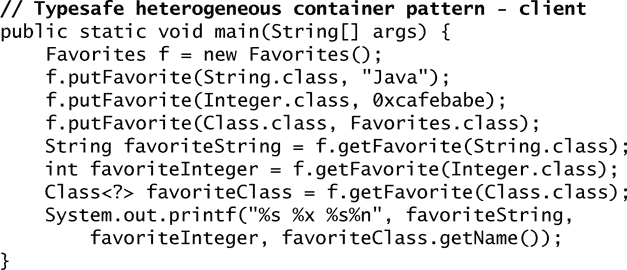 // Typesafe heterogeneous container pattern - client
public static void main(String[] args) {
    Favorites f = new Favorites();
    f.putFavorite(String.class, "Java");
    f.putFavorite(Integer.class, 0xcafebabe);
    f.putFavorite(Class.class, Favorites.class);
    String favoriteString = f.getFavorite(String.class);
    int favoriteInteger = f.getFavorite(Integer.class);
    Class<?> favoriteClass = f.getFavorite(Class.class);
    System.out.printf("%s %x %s%n", favoriteString,
        favoriteInteger, favoriteClass.getName());
}